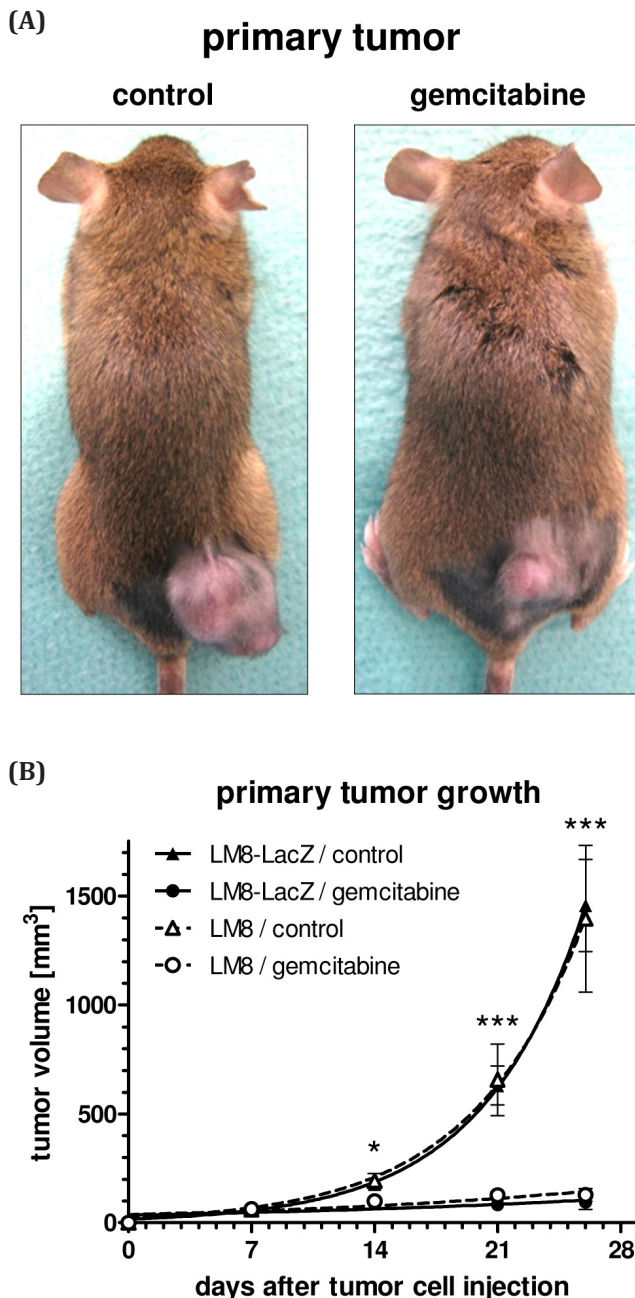 (A)
primary tumor
control gemcitabine
(B)
primary tumor growth
***
LM8-LacZ / control
LM8-LacZ / gemcitabine
LM8 / control
LM8 / gemcitabine
***
*
tumor volume [mm³]
1500
1000
500
0
0 7 14 21 28
days after tumor cell injection